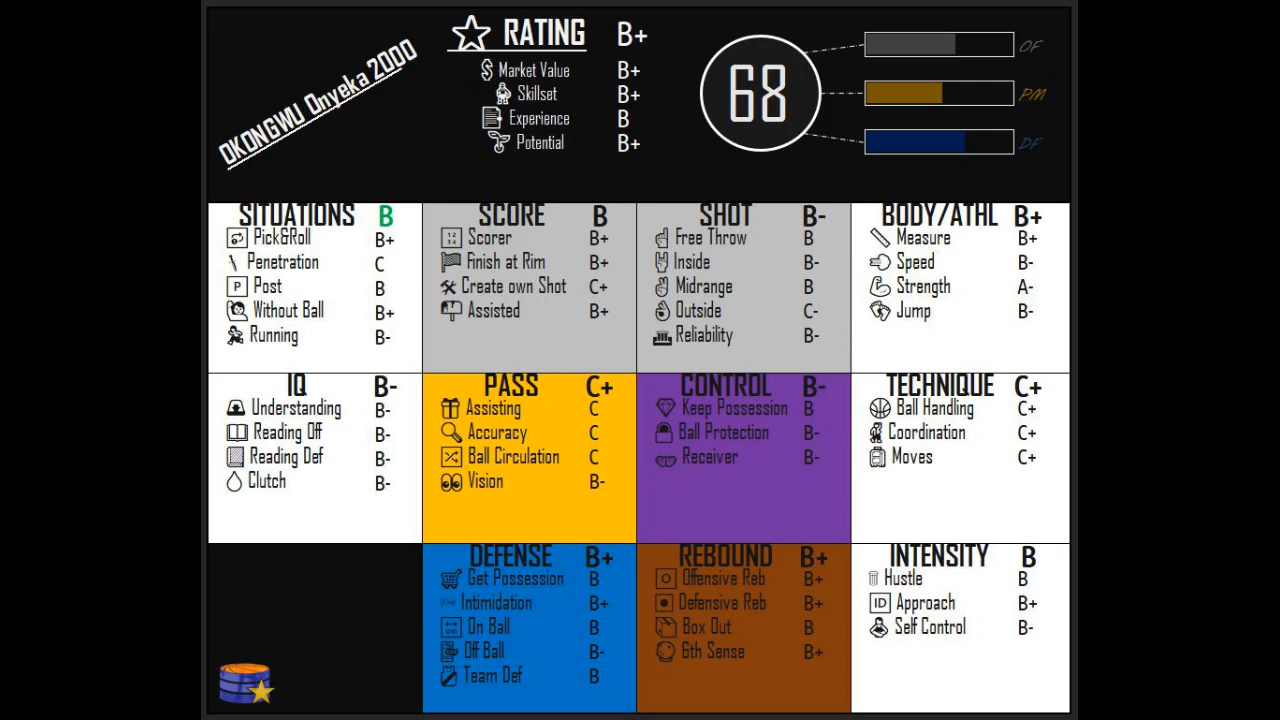 OKONGWU Onyeka 2000
RATING B+
Market Value B+
Skillset B+
Experience B
Potential B+
68
OF
PM
DF
SITUATIONS B
Pick&Roll B+
Penetration C
P Post B
Without Ball B+
Running B-
SCORE B
Scorer B+
Finish at Rim B+
Create own Shot C+
Assisted B+
SHOT B-
Free Throw B
Inside B-
Midrange B
Outside C-
Reliability B-
BODY/ATHL B+
Measure B+
Speed B-
Strength A-
Jump B-
IQ B-
Understanding B-
Reading Off B-
Reading Def B-
Clutch B-
PASS C+
Assisting C
Accuracy C
Ball Circulation C
Vision B-
CONTROL B-
Keep Possession B
Ball Protection B-
Receiver B-
TECHNIQUE C+
Ball Handling C+
Coordination C+
Moves C+
DEFENSE B+
Get Possession B
Intimidation B+
On Ball B
Off Ball B-
Team Def B
REBOUND B+
Offensive Reb B+
Defensive Reb B+
Box Out B
6th Sense B+
INTENSITY B
Hustle B
ID Approach B+
Self Control B-